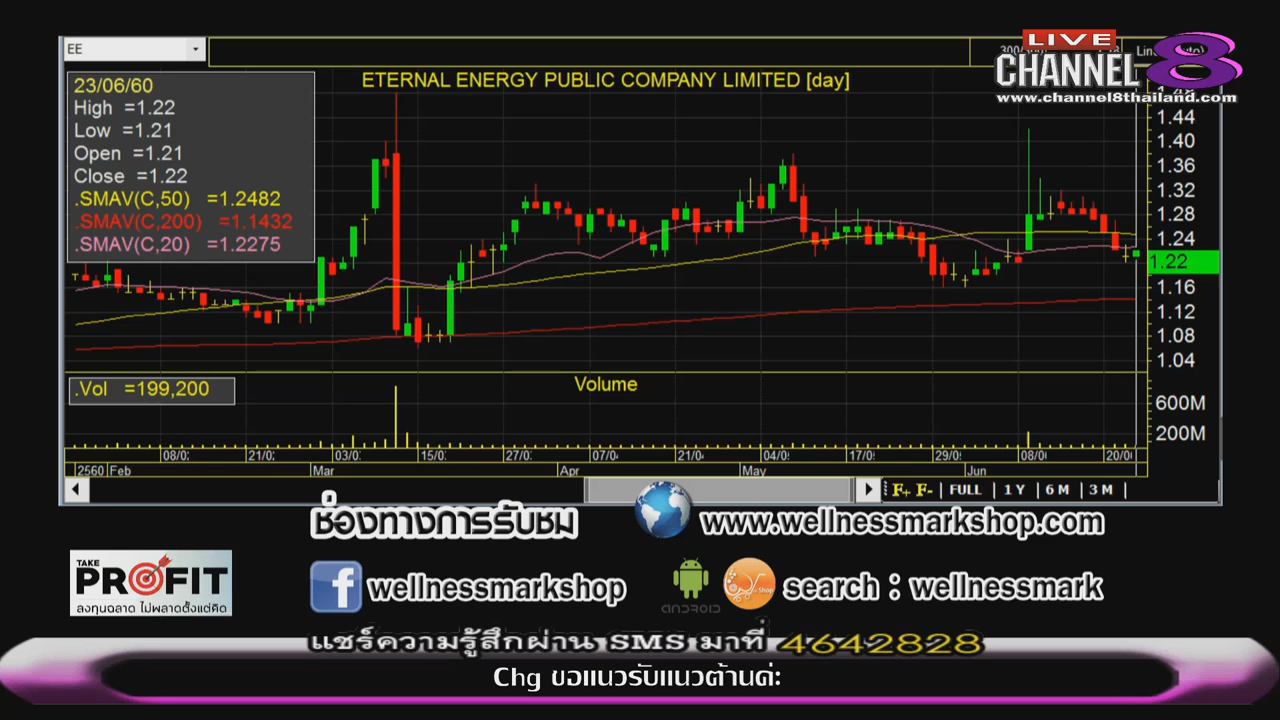 EE
LIVE
CHANNEL 8
www.channel8thailand.com
ETERNAL ENERGY PUBLIC COMPANY LIMITED [day]
23/06/60
High =1.22
Low =1.21
Open =1.21
Close =1.22
.SMAV(C,50) =1.2482
.SMAV(C,200) =1.1432
.SMAV(C,20) =1.2275
1.44
1.40
1.36
1.32
1.28
1.24
1.22
1.16
1.12
1.08
1.04
.Vol =199,200
Volume
600M
200M
08/0 21/0 03/0 15/0 27/0 07/0 21/0 04/0 17/0 29/0 08/0 20/0
2560 Feb Mar Apr May Jun
F+ F- FULL 1 Y 6 M 3 M
ช่องทางการรับชม
www.wellnessmarkshop.com
TAKE
PROFIT
ลงทุนฉลาด ไม่พลาดตั้งแต่คิด
wellnessmarkshop
ANDROID
Shop
search : wellnessmark
แชร์ความรู้สึกผ่าน SMS มาที่ 4642828
Chg ขอแนวรับแนวต้านค่ะ